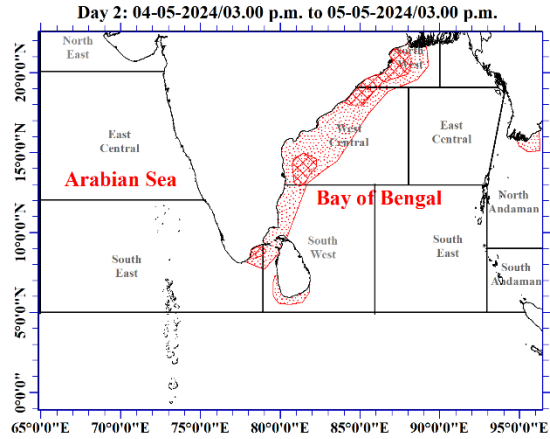 Day 2: 04-05-2024/03.00 p.m. to 05-05-2024/03.00 p.m.
North
East
North
West
20°0'0"N
East
Central
West
Central
East
Central
15°0'0"N
Arabian Sea
Bay of Bengal
North
Andaman
10°0'0"N
South
East
South
West
South
East
South
Andaman
5°0'0"N
0°0'0"
65°0'0"E 70°0'0"E 75°0'0"E 80°0'0"E 85°0'0"E 90°0'0"E 95°0'0"E